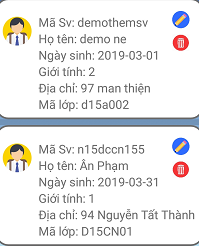 Mã Sv: demothemsv
Họ tên: demo ne
Ngày sinh: 2019-03-01
Giới tính: 2
Địa chỉ: 97 man thiện
Mã lớp: d15a002
Mã Sv: n15dccn155
Họ tên: Ân Phạm
Ngày sinh: 2019-03-31
Giới tính: 1
Địa chỉ: 94 Nguyễn Tất Thành
Mã lớp: D15CN01